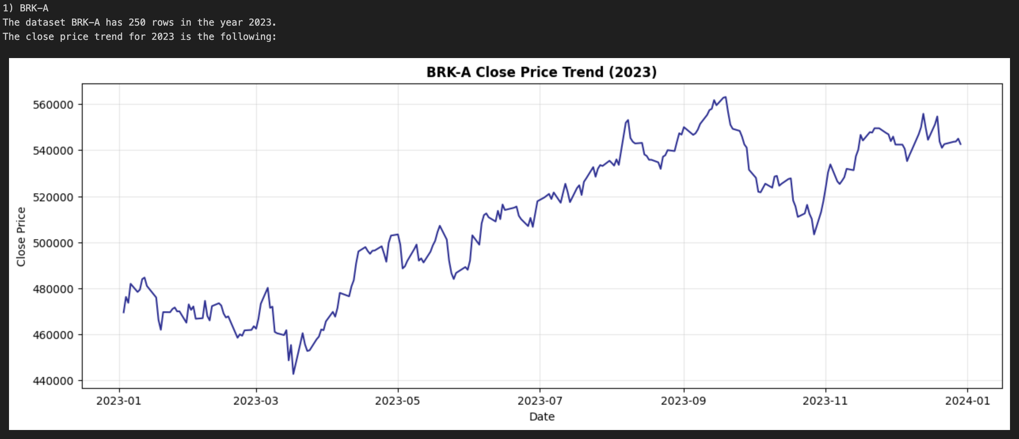 1) BRK-A
The dataset BRK-A has 250 rows in the year 2023.
The close price trend for 2023 is the following:
BRK-A Close Price Trend (2023)
Close Price
560000
540000
520000
500000
480000
460000
440000
2023-01 2023-03 2023-05 2023-07 2023-09 2023-11 2024-01
Date